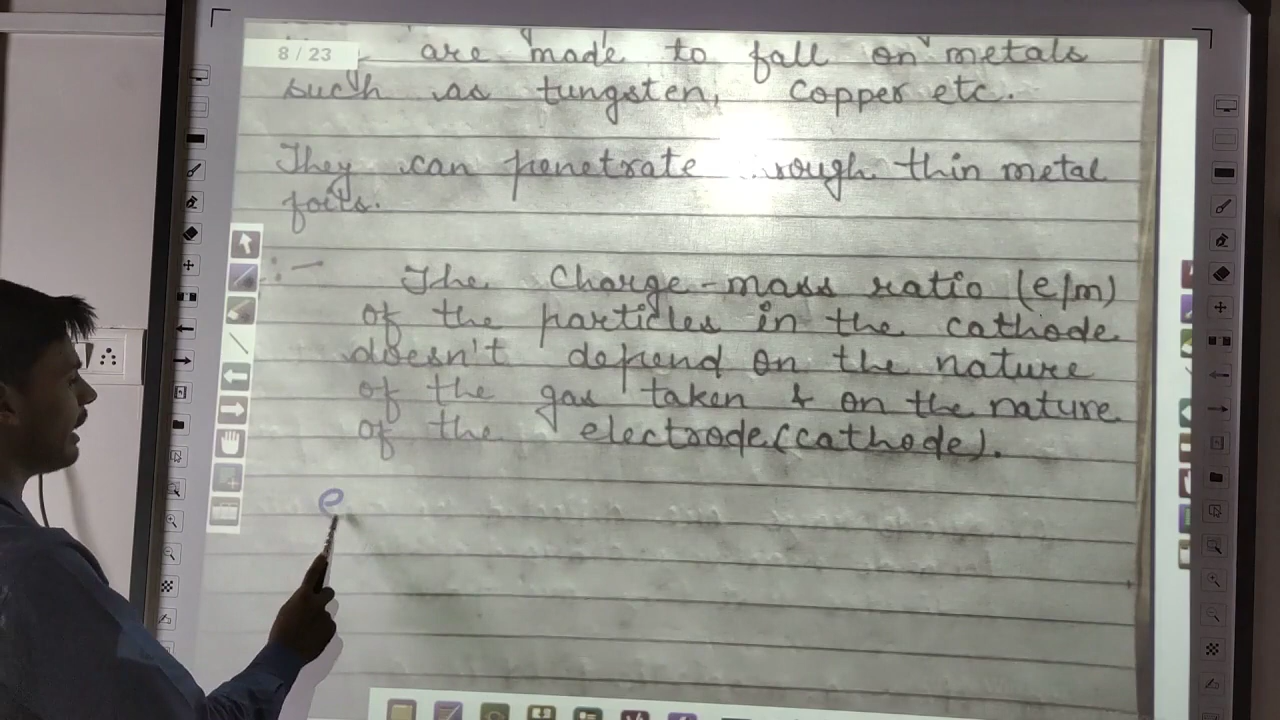 8 / 23
are made to fall on metals
such as tungsten, Copper etc.
They can penetrate rough thin metal
foils.
:- The Charge-mass ratio (e/m)
of the particles in the cathode
doesn't depend on the nature
of the gas taken & on the nature
of the electrode (cathode).
e